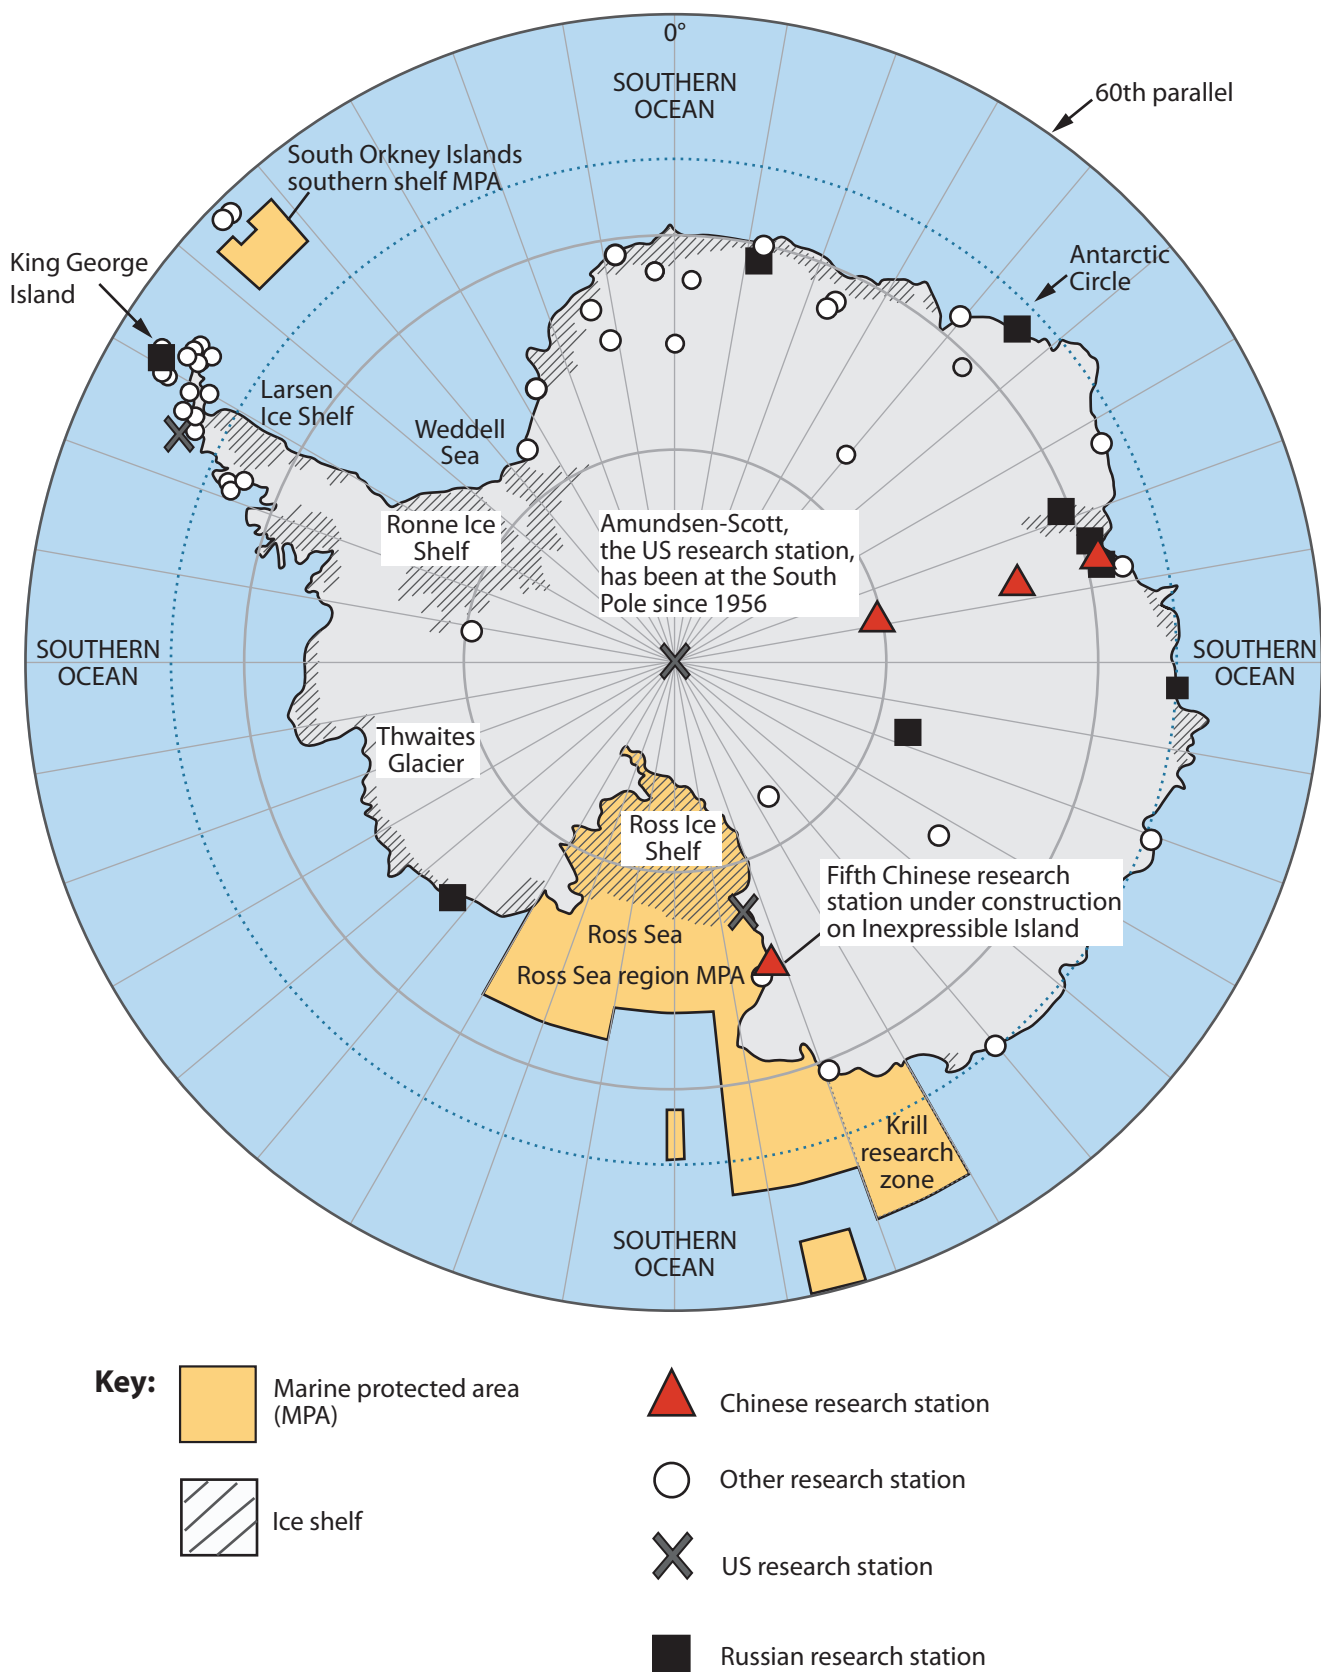 0°
SOUTHERN
OCEAN
60th parallel
South Orkney Islands
southern shelf MPA
King George
Island
Antarctic
Circle
Larsen
Ice Shelf
Weddell
Sea
Ronne Ice
Shelf
Amundsen-Scott,
the US research station,
has been at the South
Pole since 1956
SOUTHERN
OCEAN
SOUTHERN
OCEAN
Thwaites
Glacier
Ross Ice
Shelf
Fifth Chinese research
station under construction
on Inexpressible Island
Ross Sea
Ross Sea region MPA
Krill
research
zone
SOUTHERN
OCEAN
Key:
Marine protected area
(MPA)
Ice shelf
Chinese research station
Other research station
US research station
Russian research station